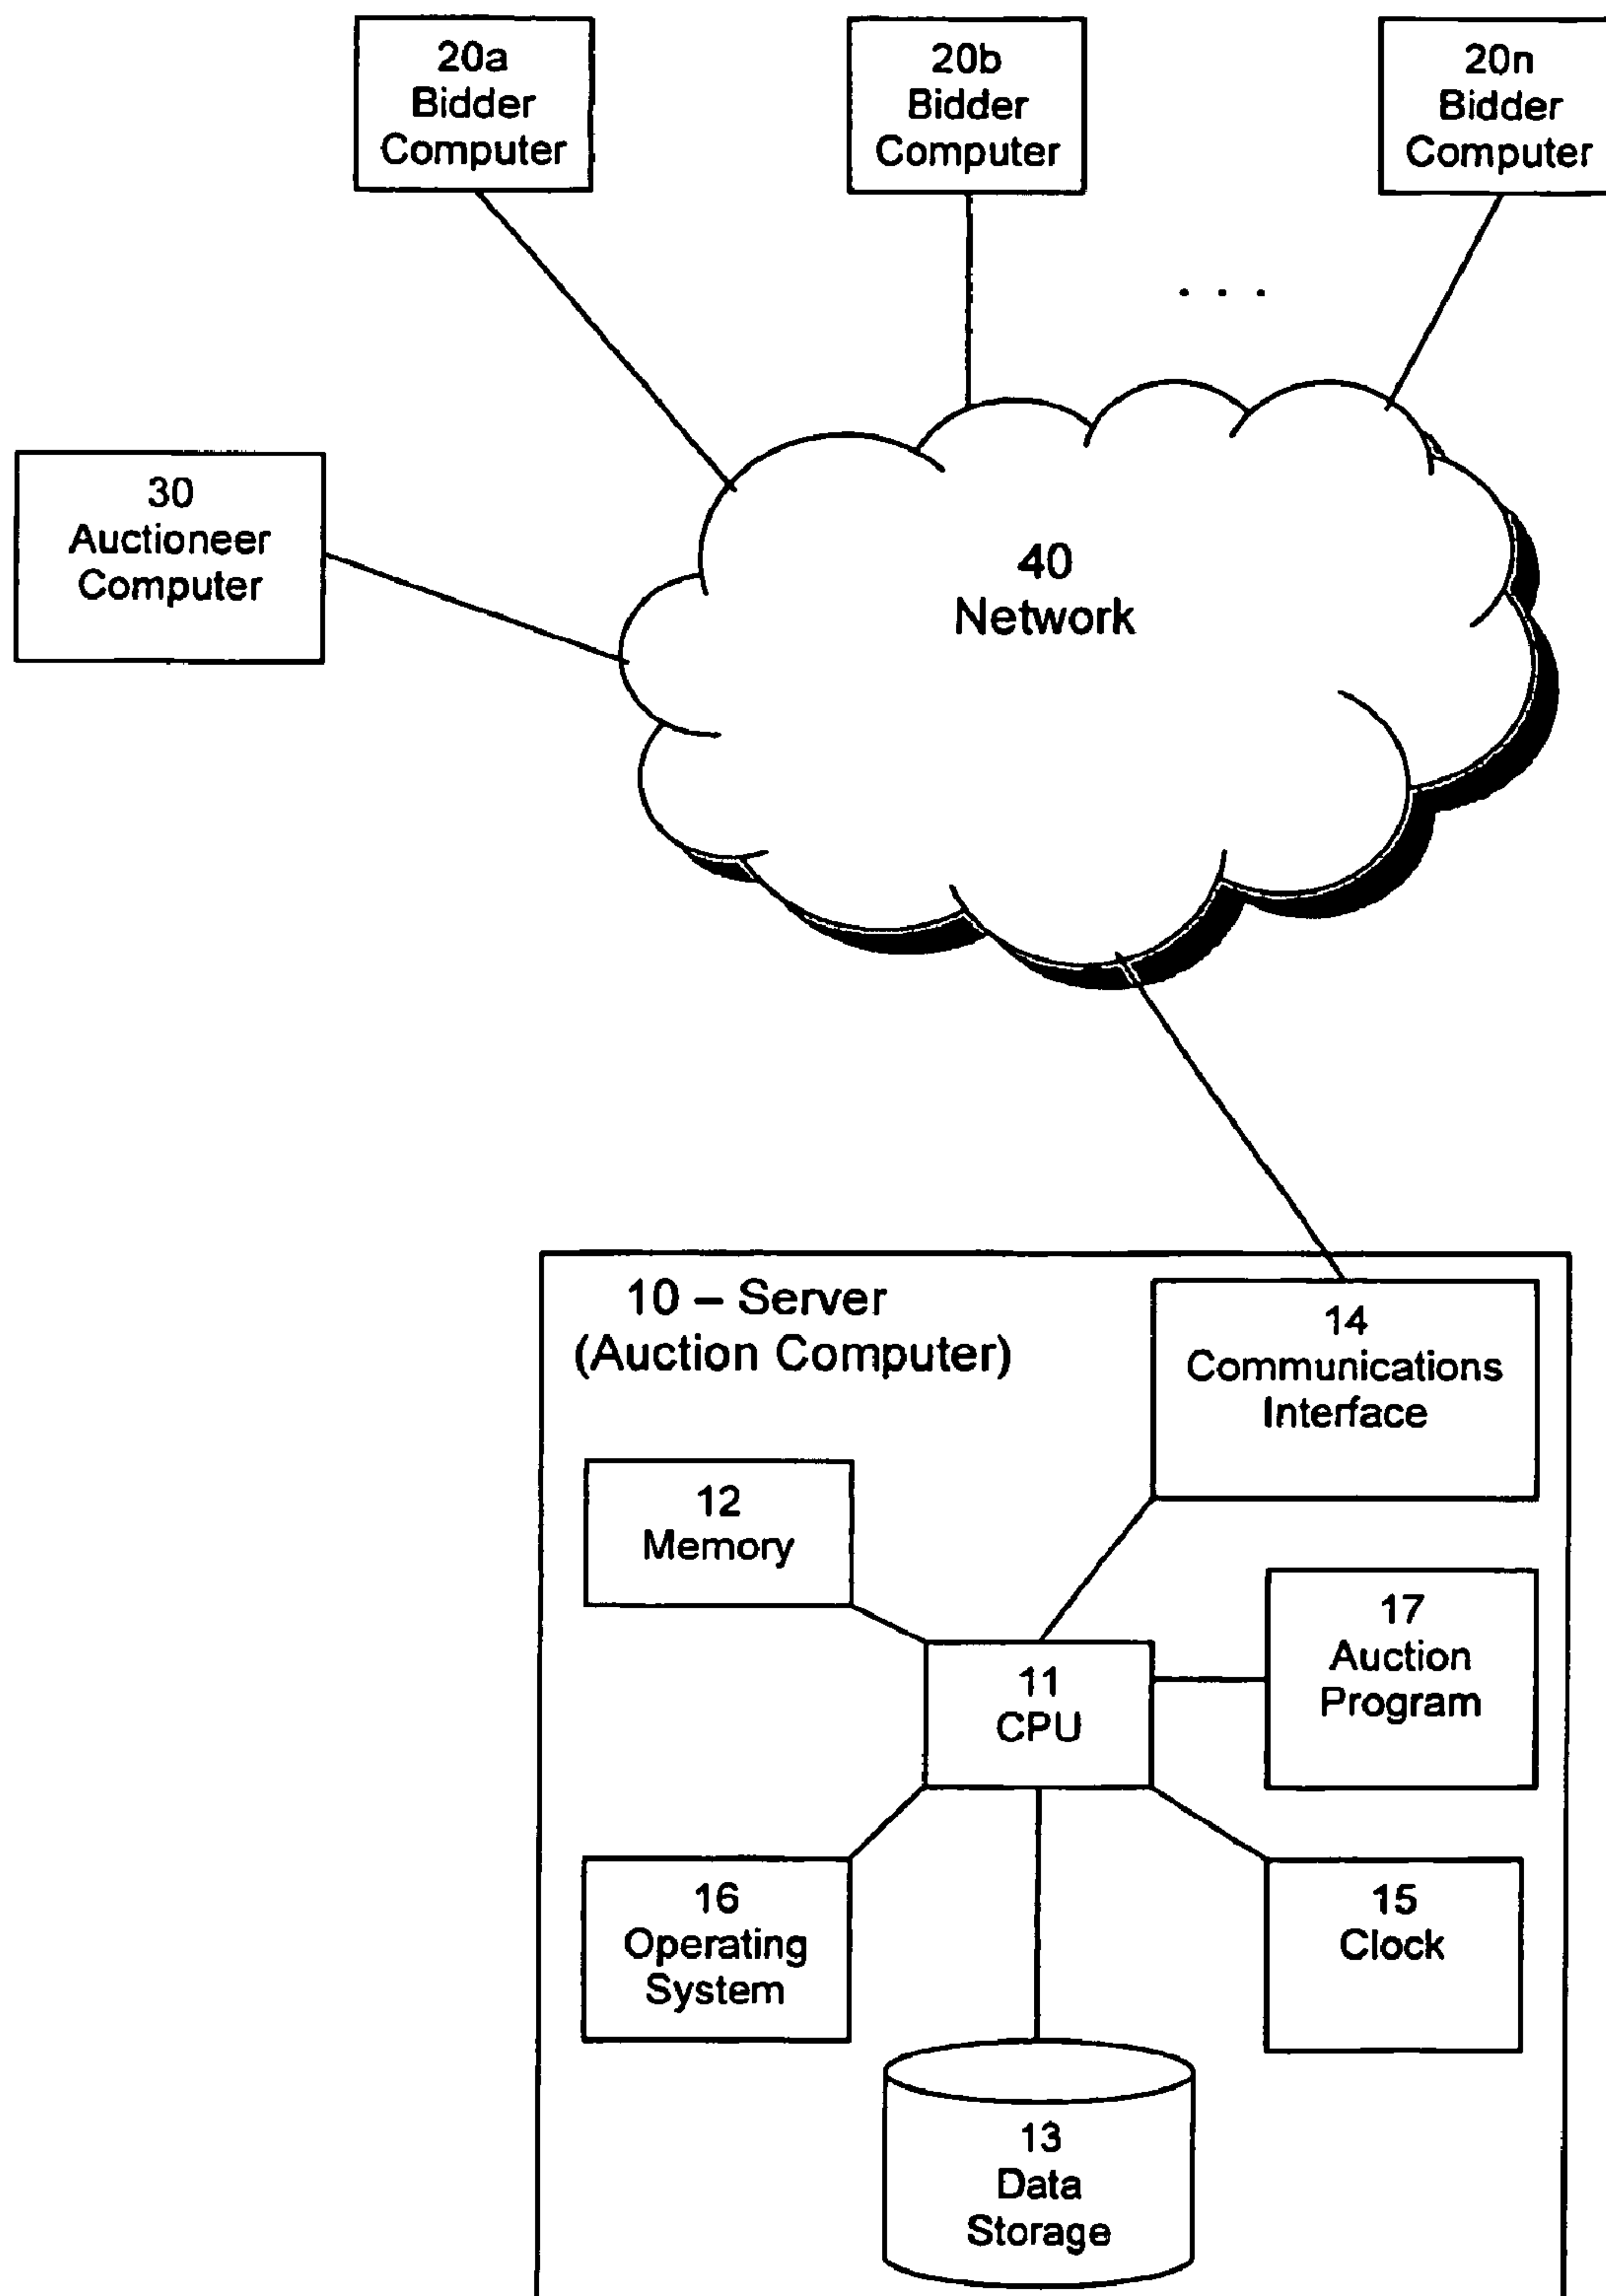 20a
Bidder
Computer
20b
Bidder
Computer
20n
Bidder
Computer
. . .
30
Auctioneer
Computer
40
Network
10 – Server
(Auction Computer)
14
Communications
Interface
12
Memory
17
Auction
Program
11
CPU
16
Operating
System
15
Clock
13
Data
Storage